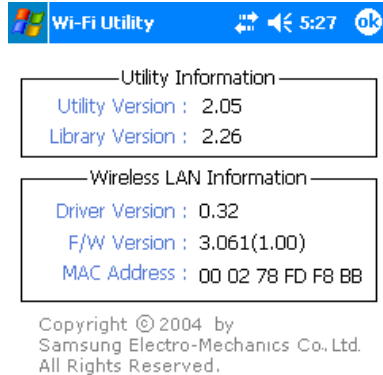 Wi-Fi Utility 5:27 ok
Utility Information
Utility Version : 2.05
Library Version : 2.26
Wireless LAN Information
Driver Version : 0.32
F/W Version : 3.061(1.00)
MAC Address : 00 02 78 FD F8 BB
Copyright © 2004 by
Samsung Electro-Mechanics Co. Ltd.
All Rights Reserved.